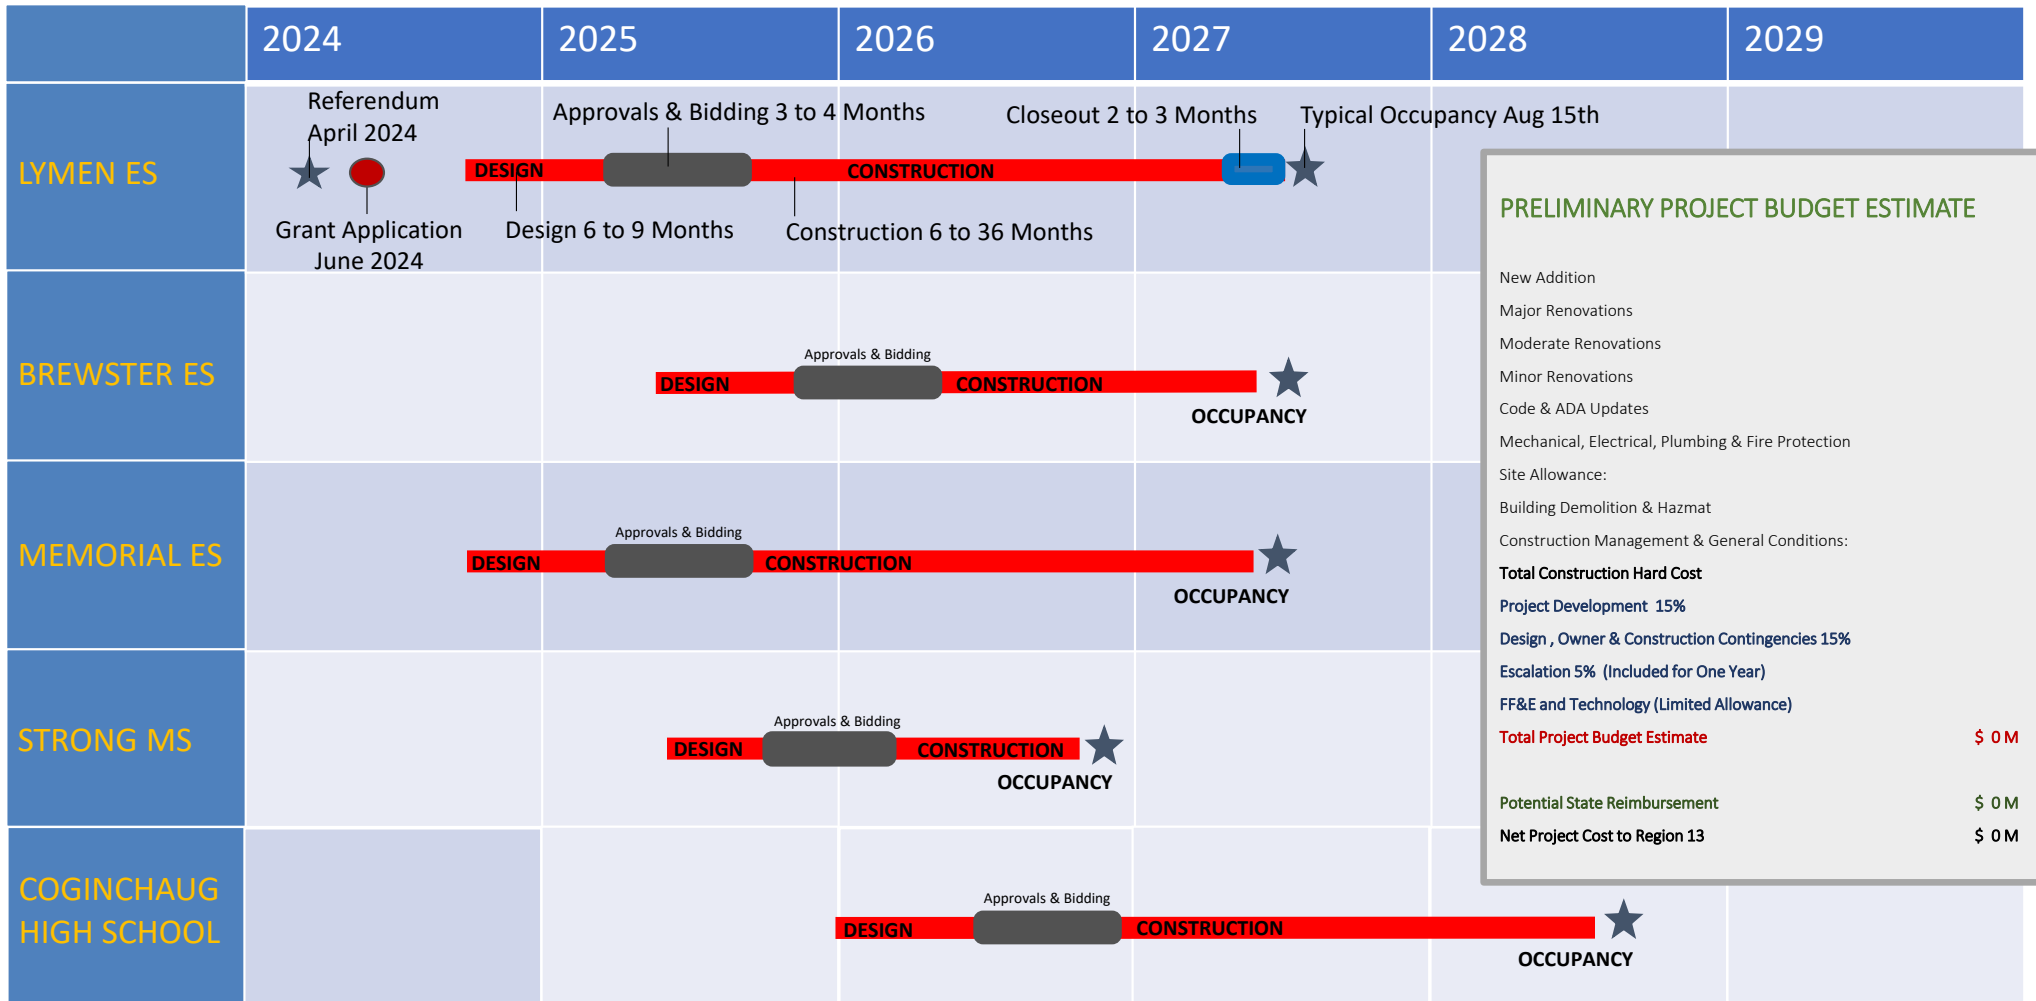 2024
2025
2026
2027
2028
2029
LYMEN ES
Referendum
April 2024
Approvals & Bidding 3 to 4 Months
Closeout 2 to 3 Months
Typical Occupancy Aug 15th
DESIGN
CONSTRUCTION
Grant Application
June 2024
Design 6 to 9 Months
Construction 6 to 36 Months
BREWSTER ES
Approvals & Bidding
DESIGN
CONSTRUCTION
OCCUPANCY
MEMORIAL ES
Approvals & Bidding
DESIGN
CONSTRUCTION
OCCUPANCY
STRONG MS
Approvals & Bidding
DESIGN
CONSTRUCTION
OCCUPANCY
COGINCHAUG
HIGH SCHOOL
Approvals & Bidding
DESIGN
CONSTRUCTION
OCCUPANCY
PRELIMINARY PROJECT BUDGET ESTIMATE
New Addition
Major Renovations
Moderate Renovations
Minor Renovations
Code & ADA Updates
Mechanical, Electrical, Plumbing & Fire Protection
Site Allowance:
Building Demolition & Hazmat
Construction Management & General Conditions:
Total Construction Hard Cost
Project Development 15%
Design , Owner & Construction Contingencies 15%
Escalation 5% (Included for One Year)
FF&E and Technology (Limited Allowance)
Total Project Budget Estimate $ 0 M
Potential State Reimbursement $ 0 M
Net Project Cost to Region 13 $ 0 M